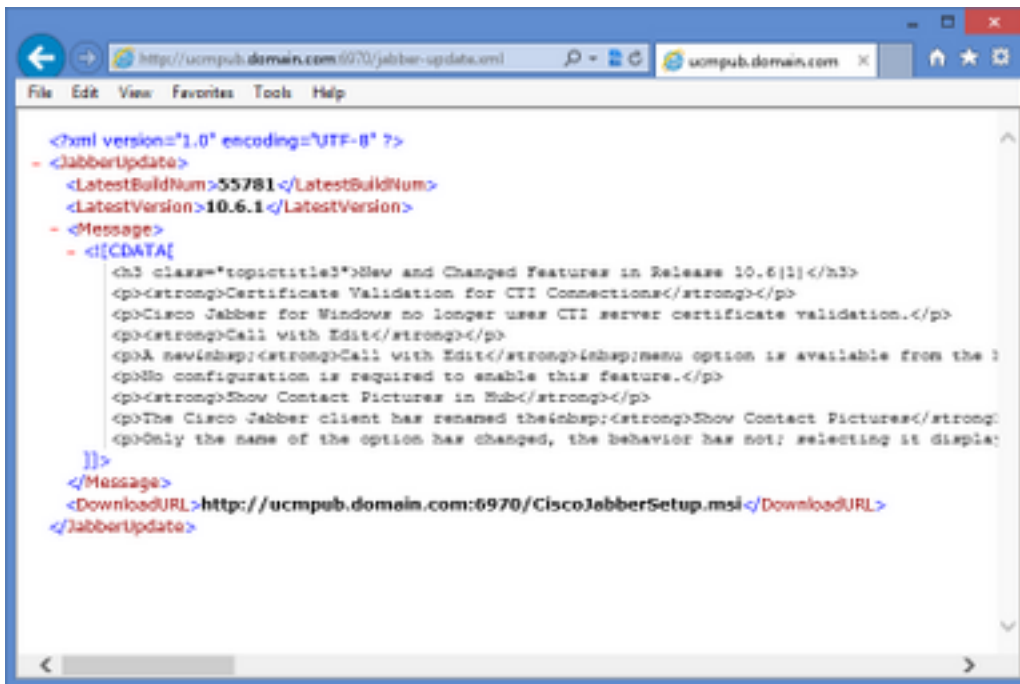 http://ucmpub.domain.com:6970/jabber-update.xml
ucmpub.domain.com
File Edit View Favorites Tools Help
<?xml version="1.0" encoding="UTF-8" ?>
- <JabberUpdate>
<LatestBuildNum>55781</LatestBuildNum>
<LatestVersion>10.6.1</LatestVersion>
- <Message>
- <![CDATA[
<h3 class="topictitle3">New and Changed Features in Release 10.6(1)</h3>
<p><strong>Certificate Validation for CTI Connections</strong></p>
<p>Cisco Jabber for Windows no longer uses CTI server certificate validation.</p>
<p><strong>Call with Edit</strong></p>
<p>A new&nbsp;<strong>Call with Edit</strong>&nbsp;menu option is available from the
<p>No configuration is required to enable this feature.</p>
<p><strong>Show Contact Pictures in Hub</strong></p>
<p>The Cisco Jabber client has renamed the&nbsp;<strong>Show Contact Pictures</strong>
<p>Only the name of the option has changed, the behavior has not; selecting it display
]]>
</Message>
<DownloadURL>http://ucmpub.domain.com:6970/CiscoJabberSetup.msi</DownloadURL>
</JabberUpdate>